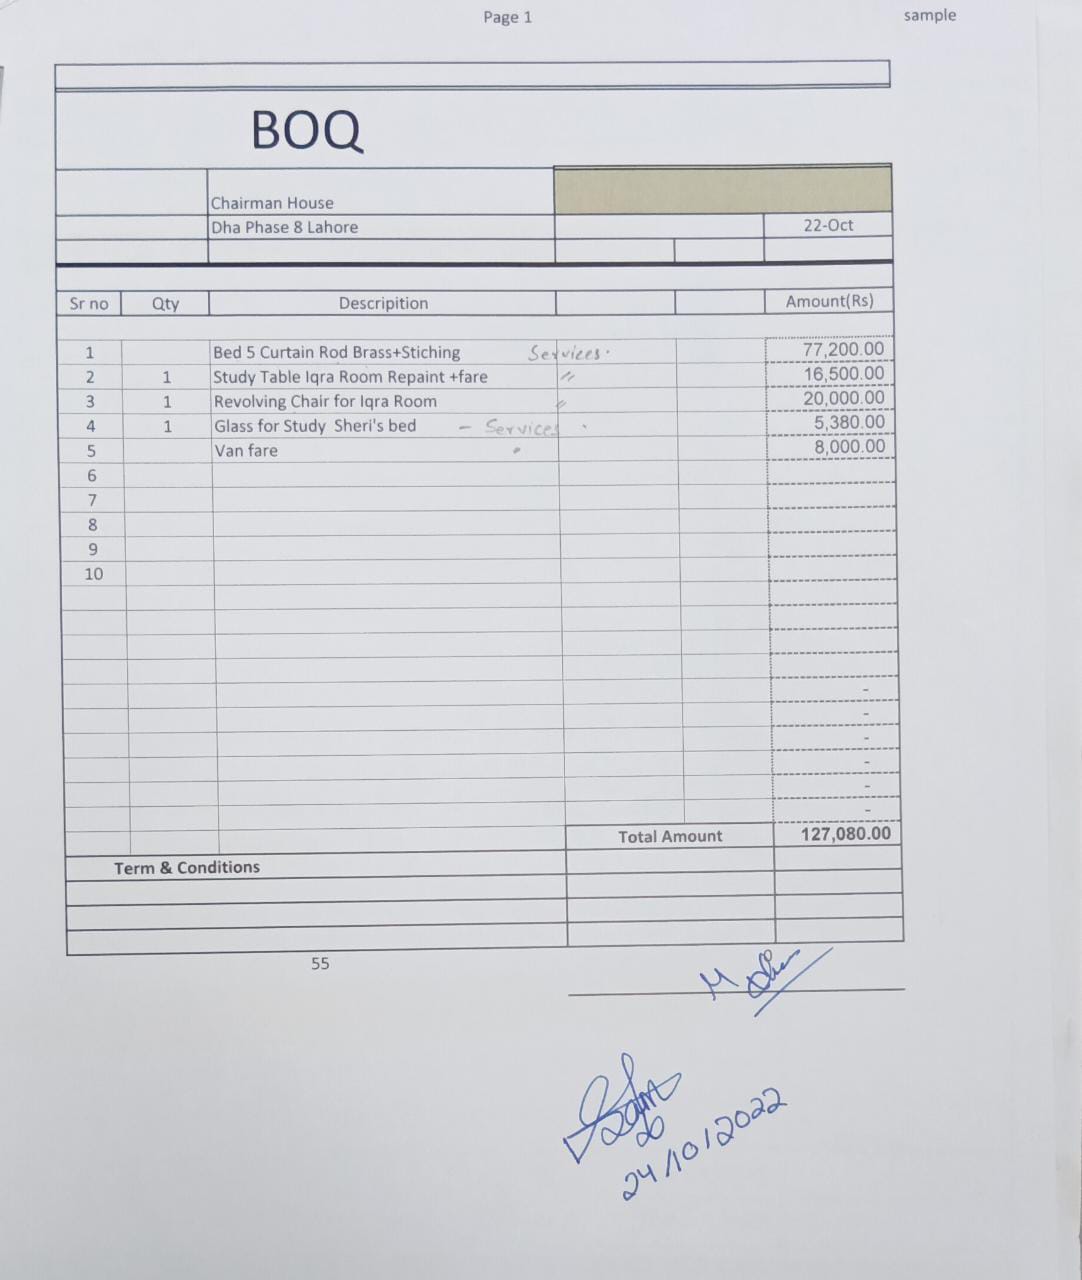 Page 1 sample
BOQ
Chairman House
Dha Phase 8 Lahore 22-Oct
Sr no Qty Descripition Amount(Rs)
1 Bed 5 Curtain Rod Brass+Stiching Services. 77,200.00
2 1 Study Table Iqra Room Repaint +fare " 16,500.00
3 1 Revolving Chair for Iqra Room " 20,000.00
4 1 Glass for Study Sheri's bed - Services 5,380.00
5 Van fare 8,000.00
6
7
8
9
10
-
-
-
-
-
-
Total Amount 127,080.00
Term & Conditions
55
24/10/2022